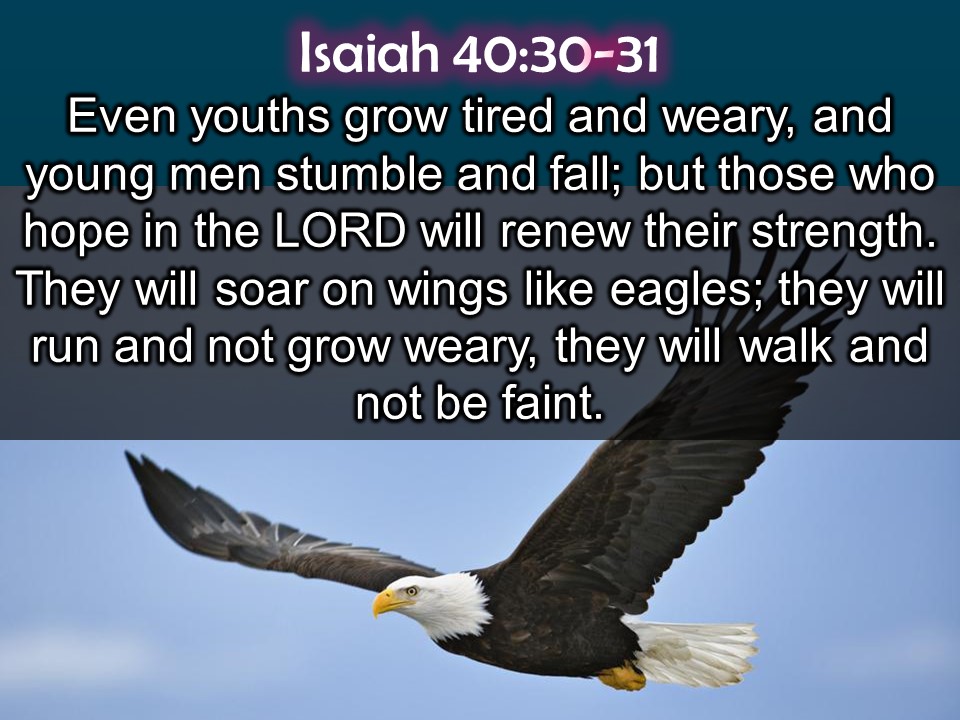 Isaiah 40:30-31
Even youths grow tired and weary, and
young men stumble and fall; but those who
hope in the LORD will renew their strength.
They will soar on wings like eagles; they will
run and not grow weary, they will walk and
not be faint.